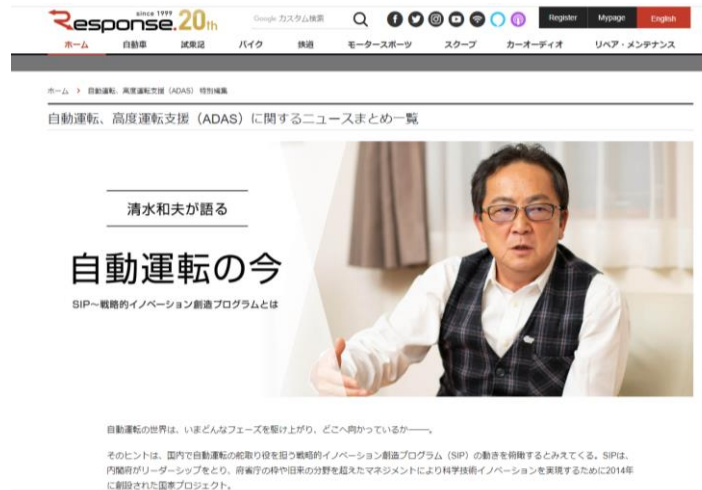 since 1999
Response. 20th
Google カスタム検索
Register Mypage English
ホーム 自動車 試乗記 バイク 鉄道 モータースポーツ スクープ カーオーディオ リペア・メンテナンス
ホーム > 自動運転、高度運転支援（ADAS）特別編集
自動運転、高度運転支援（ADAS）に関するニュースまとめ一覧
清水和夫が語る
自動運転の今
SIP～戦略的イノベーション創造プログラムとは
自動運転の世界は、いまどんなフェーズを駆け上がり、どこへ向かっているか――。
そのヒントは、国内で自動運転の舵取り役を担う戦略的イノベーション創造プログラム（SIP）の動きを俯瞰するとみえてくる。SIPは、
内閣府がリーダーシップをとり、府省庁の枠や旧来の分野を超えたマネジメントにより科学技術イノベーションを実現するために2014年
に創設された国家プロジェクト。